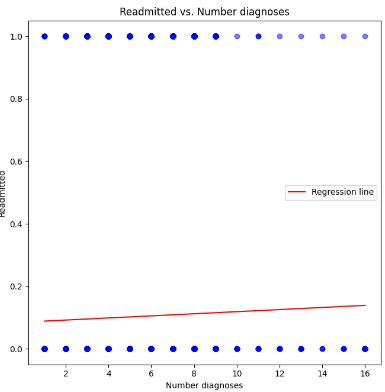 Readmitted vs. Number diagnoses
1.0
0.8
0.6
0.4
0.2
0.0
Readmitted
Regression line
2 4 6 8 10 12 14 16
Number diagnoses